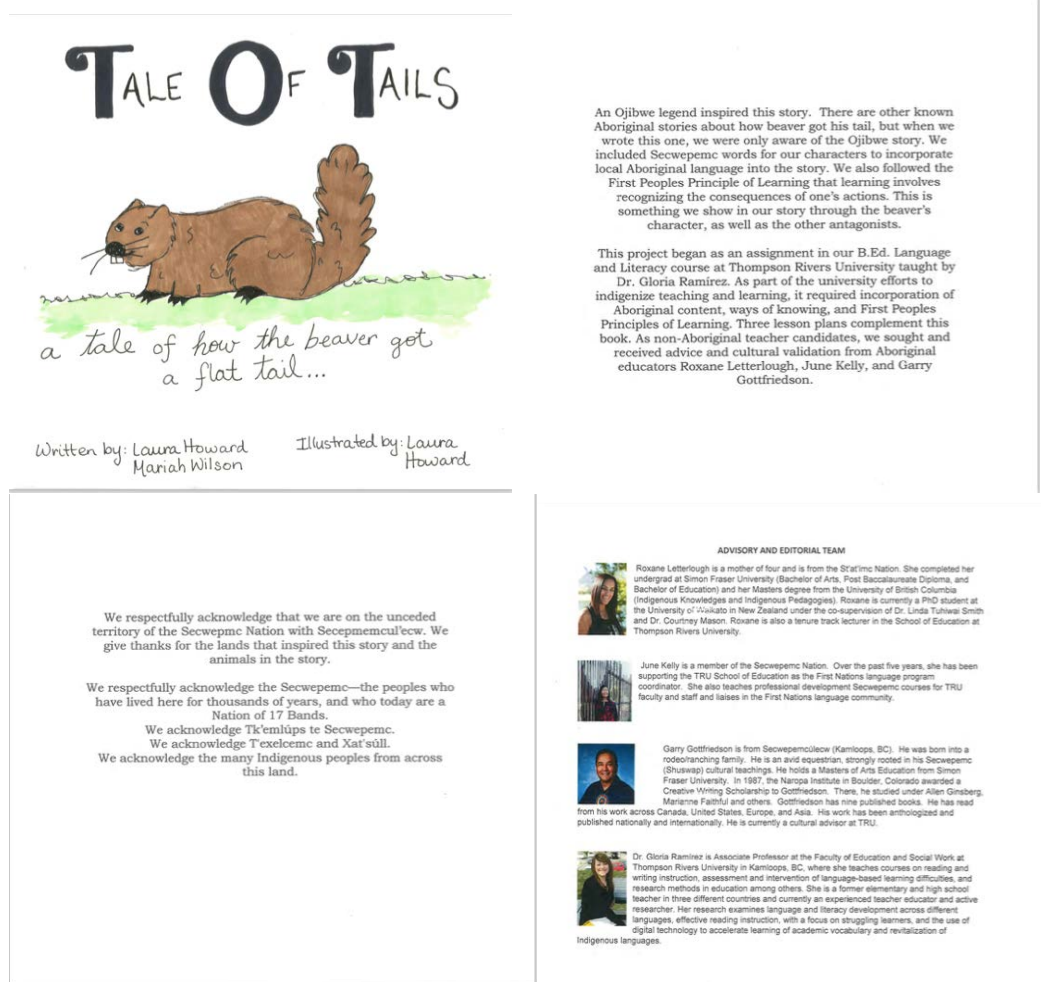 TALE OF TAILS
a tale of how the beaver got
a flat tail...
Written by: Laura Howard
Mariah Wilson
Illustrated by: Laura
Howard
An Ojibwe legend inspired this story. There are other known
Aboriginal stories about how beaver got his tail, but when we
wrote this one, we were only aware of the Ojibwe story. We
included Secwepemc words for our characters to incorporate
local Aboriginal language into the story. We also followed the
First Peoples Principle of Learning that learning involves
recognizing the consequences of one's actions. This is
something we show in our story through the beaver's
character, as well as the other antagonists.
This project began as an assignment in our B.Ed. Language
and Literacy course at Thompson Rivers University taught by
Dr. Gloria Ramírez. As part of the university efforts to
indigenize teaching and learning, it required incorporation of
Aboriginal content, ways of knowing, and First Peoples
Principles of Learning. Three lesson plans complement this
book. As non-Aboriginal teacher candidates, we sought and
received advice and cultural validation from Aboriginal
educators Roxane Letterlough, June Kelly, and Garry
Gottfriedson.
We respectfully acknowledge that we are on the unceded
territory of the Secwepmc Nation with Secepmemcul'ecw. We
give thanks for the lands that inspired this story and the
animals in the story.
We respectfully acknowledge the Secwepemc—the peoples who
have lived here for thousands of years, and who today are a
Nation of 17 Bands.
We acknowledge Tk'emlúps te Secwepemc.
We acknowledge T'exelcemc and Xat'súll.
We acknowledge the many Indigenous peoples from across
this land.
ADVISORY AND EDITORIAL TEAM
Roxane Letterlough is a mother of four and is from the St'at'imc Nation. She completed her
undergrad at Simon Fraser University (Bachelor of Arts, Post Baccalaureate Diploma, and
Bachelor of Education) and her Masters degree from the University of British Columbia
(Indigenous Knowledges and Indigenous Pedagogies). Roxane is currently a PhD student at
the University of Waikato in New Zealand under the co-supervision of Dr. Linda Tuhiwai Smith
and Dr. Courtney Mason. Roxane is also a tenure track lecturer in the School of Education at
Thompson Rivers University.
June Kelly is a member of the Secwepemc Nation. Over the past five years, she has been
supporting the TRU School of Education as the First Nations language program
coordinator. She also teaches professional development Secwepemc courses for TRU
faculty and staff and liaises in the First Nations language community.
Garry Gottfriedson is from Secwepemcúlecw (Kamloops, BC). He was born into a
rodeo/ranching family. He is an avid equestrian, strongly rooted in his Secwepemc
(Shuswap) cultural teachings. He holds a Masters of Arts Education from Simon
Fraser University. In 1987, the Naropa Institute in Boulder, Colorado awarded a
Creative Writing Scholarship to Gottfriedson. There, he studied under Allen Ginsberg,
Marianne Faithful and others. Gottfriedson has nine published books. He has read
from his work across Canada, United States, Europe, and Asia. His work has been anthologized and
published nationally and internationally. He is currently a cultural advisor at TRU.
Dr. Gloria Ramirez is Associate Professor at the Faculty of Education and Social Work at
Thompson Rivers University in Kamloops, BC, where she teaches courses on reading and
writing instruction, assessment and intervention of language-based learning difficulties, and
research methods in education among others. She is a former elementary and high school
teacher in three different countries and currently an experienced teacher educator and active
researcher. Her research examines language and literacy development across different
languages, effective reading instruction, with a focus on struggling learners, and the use of
digital technology to accelerate learning of academic vocabulary and revitalization of
Indigenous languages.